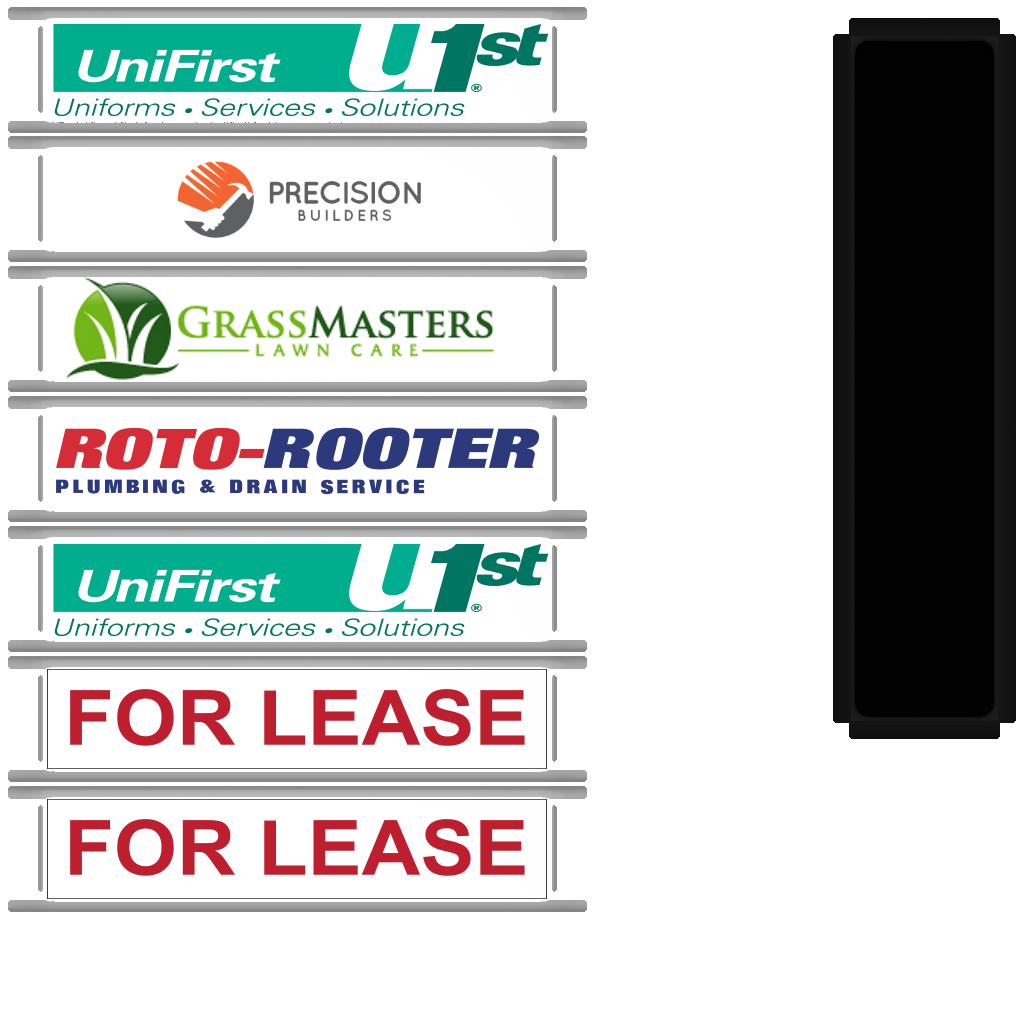 UniFirst U1st ®
Uniforms • Services • Solutions
PRECISION
BUILDERS
GRASSMASTERS
LAWN CARE
ROTO-ROOTER
PLUMBING & DRAIN SERVICE
UniFirst U1st ®
Uniforms • Services • Solutions
FOR LEASE
FOR LEASE